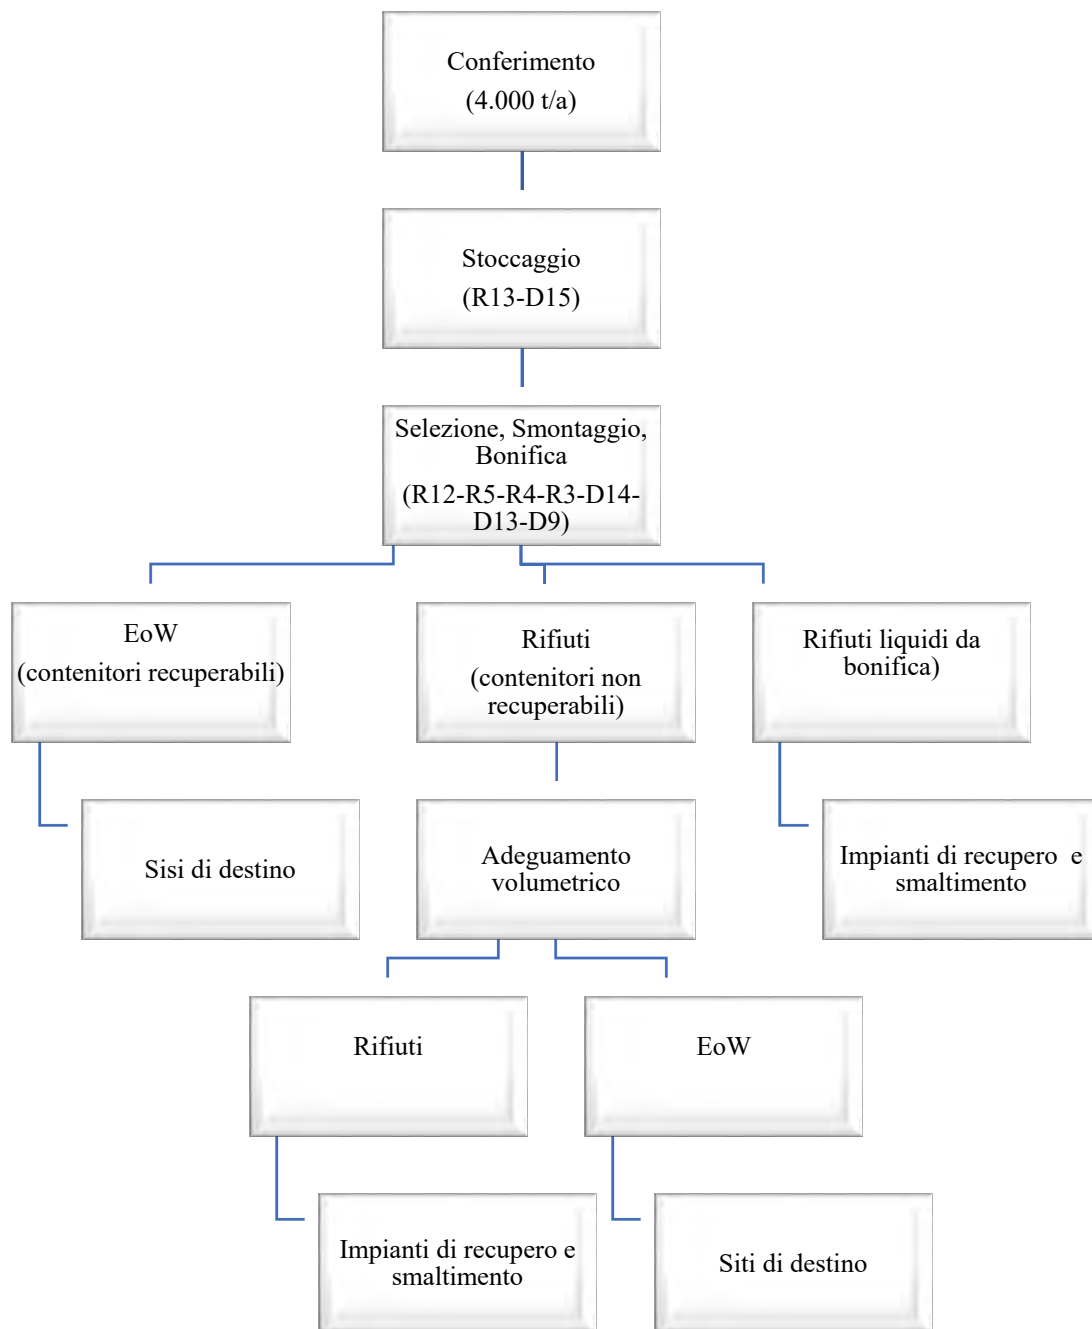 Conferimento
(4.000 t/a)
Stoccaggio
(R13-D15)
Selezione, Smontaggio,
Bonifica
(R12-R5-R4-R3-D14-
D13-D9)
EoW
(contenitori recuperabili)
Rifiuti
(contenitori non
recuperabili)
Rifiuti liquidi da
bonifica)
Sisi di destino
Adeguamento
volumetrico
Impianti di recupero e
smaltimento
Rifiuti
EoW
Impianti di recupero e
smaltimento
Siti di destino